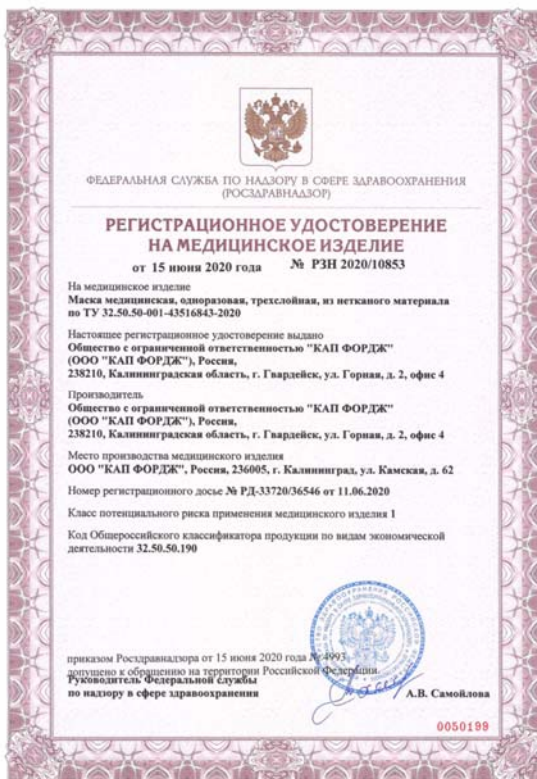 ФЕДЕРАЛЬНАЯ СЛУЖБА ПО НАДЗОРУ В СФЕРЕ ЗДРАВООХРАНЕНИЯ
(РОСЗДРАВНАДЗОР)
РЕГИСТРАЦИОННОЕ УДОСТОВЕРЕНИЕ
НА МЕДИЦИНСКОЕ ИЗДЕЛИЕ
от 15 июня 2020 года № РЗН 2020/10853
На медицинское изделие
Маска медицинская, одноразовая, трехслойная, из нетканого материала
по ТУ 32.50.50-001-43516843-2020
Настоящее регистрационное удостоверение выдано
Общество с ограниченной ответственностью "КАП ФОРДЖ"
(ООО "КАП ФОРДЖ"), Россия,
238210, Калининградская область, г. Гвардейск, ул. Горная, д. 2, офис 4
Производитель
Общество с ограниченной ответственностью "КАП ФОРДЖ"
(ООО "КАП ФОРДЖ"), Россия,
238210, Калининградская область, г. Гвардейск, ул. Горная, д. 2, офис 4
Место производства медицинского изделия
ООО "КАП ФОРДЖ", Россия, 236005, г. Калининград, ул. Камская, д. 62
Номер регистрационного досье № РД-33720/36546 от 11.06.2020
Класс потенциального риска применения медицинского изделия 1
Код Общероссийского классификатора продукции по видам экономической
деятельности 32.50.50.190
приказом Росздравнадзора от 15 июня 2020 года № 4993
допущено к обращению на территории Российской Федерации.
Руководитель Федеральной службы
по надзору в сфере здравоохранения А.В. Самойлова
0050199